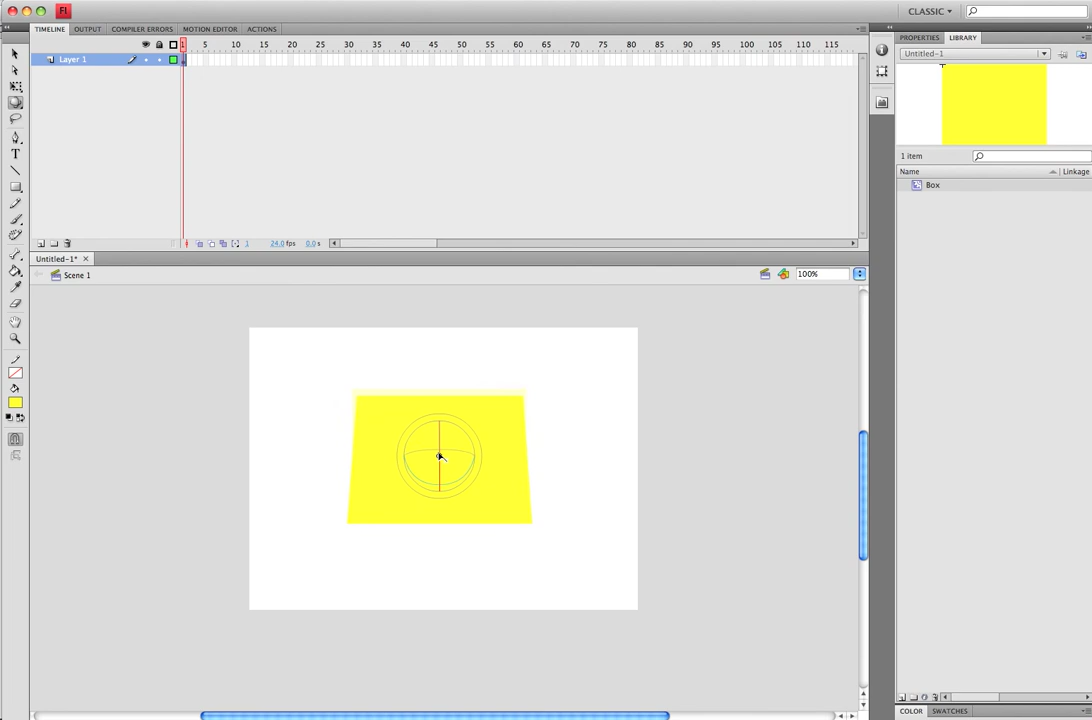 Fl CLASSIC
TIMELINE OUTPUT COMPILER ERRORS MOTION EDITOR ACTIONS
PROPERTIES LIBRARY
1 5 10 15 20 25 30 35 40 45 50 55 60 65 70 75 80 85 90 95 100 105 110 115
Untitled-1
Layer 1
1 item
Name Linkage
Box
1 24.0 fps 0.0 s
Untitled-1*
Scene 1 100%
T
COLOR SWATCHES